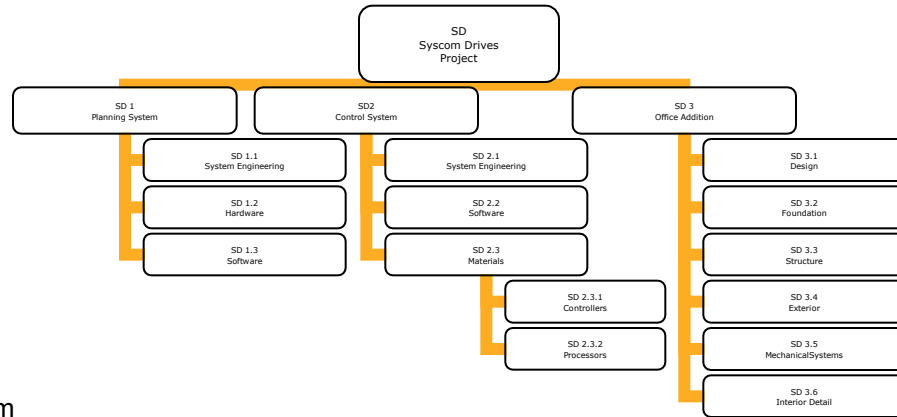 SD
Syscom Drives
Project
SD 1
Planning System
SD2
Control System
SD 3
Office Addition
SD 1.1
System Engineering
SD 1.2
Hardware
SD 1.3
Software
SD 2.1
System Engineering
SD 2.2
Software
SD 2.3
Materials
SD 2.3.1
Controllers
SD 2.3.2
Processors
SD 3.1
Design
SD 3.2
Foundation
SD 3.3
Structure
SD 3.4
Exterior
SD 3.5
MechanicalSystems
SD 3.6
Interior Detail
m